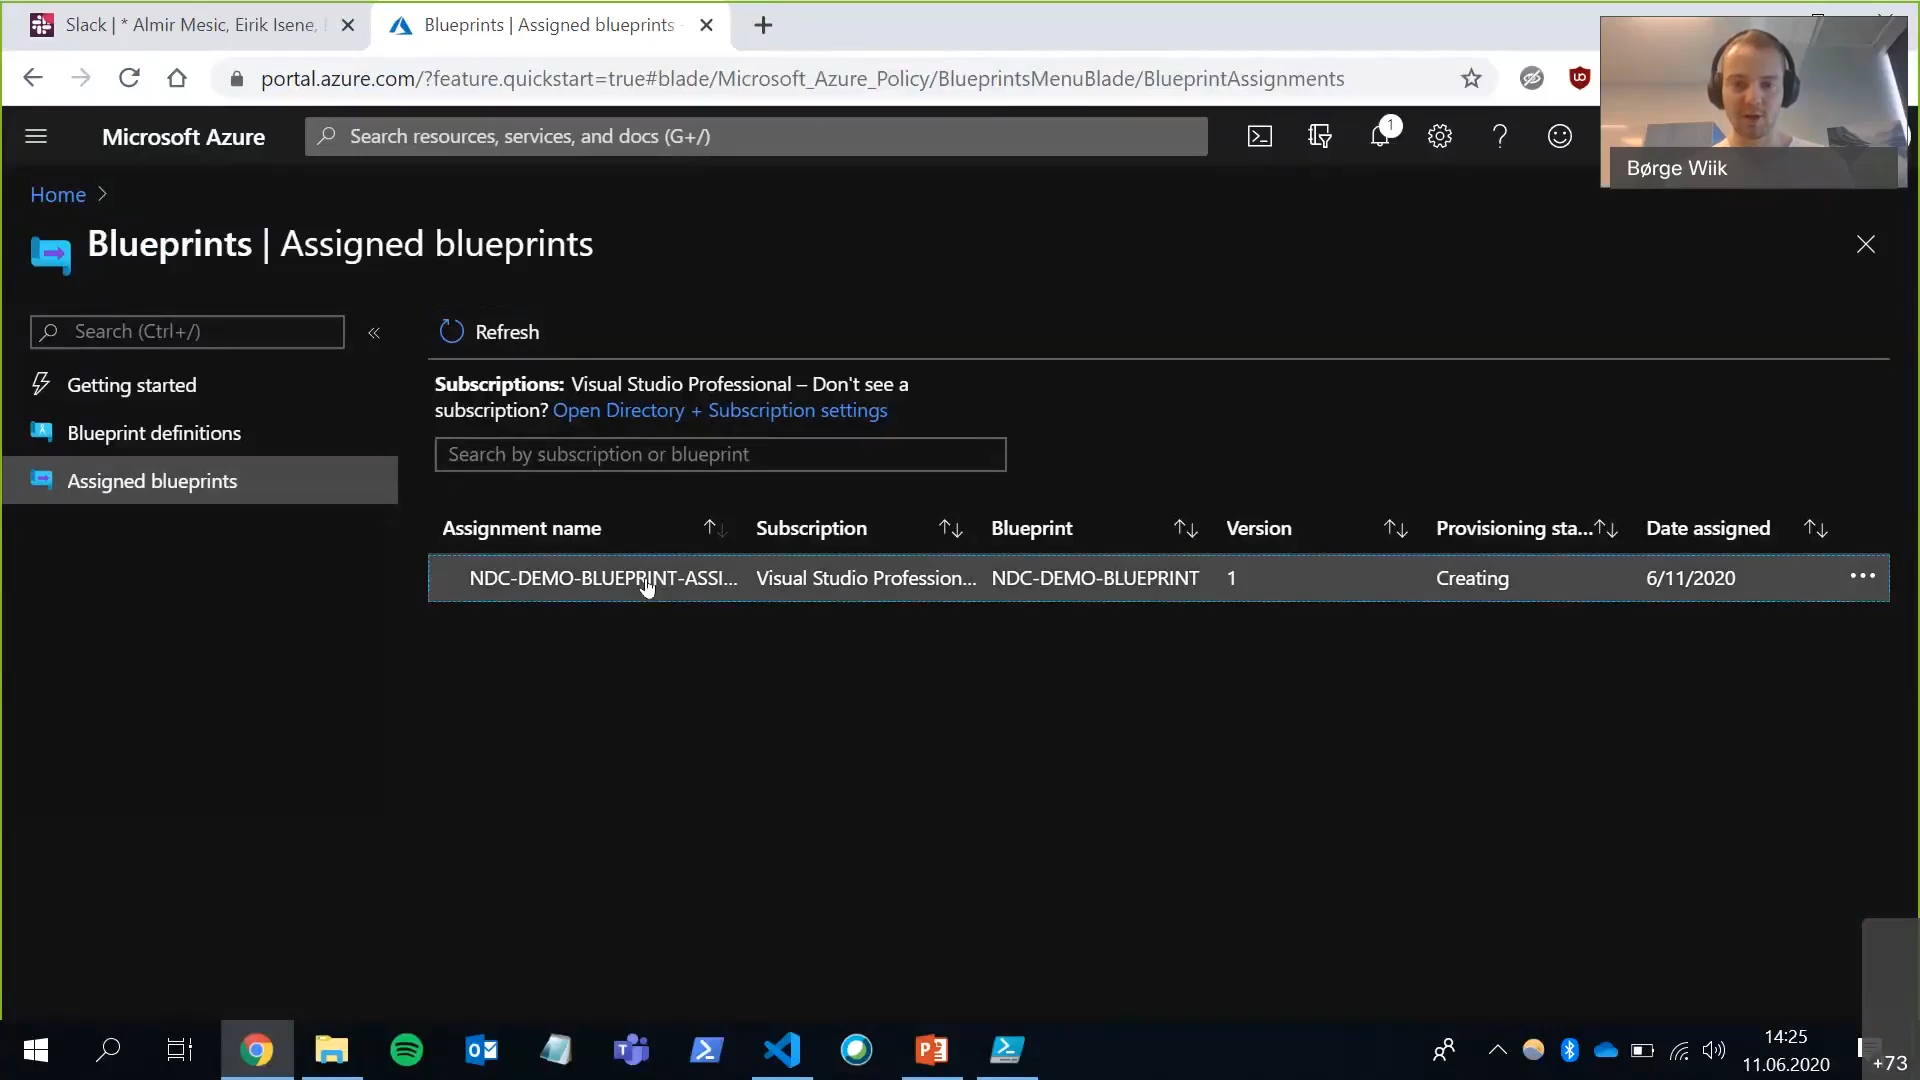 Slack | * Almir Mesic, Eirik Isene,
Blueprints | Assigned blueprints
portal.azure.com/?feature.quickstart=true#blade/Microsoft_Azure_Policy/BlueprintsMenuBlade/BlueprintAssignments
Microsoft Azure
Search resources, services, and docs (G+/)
1
Børge Wiik
Home
Blueprints | Assigned blueprints
Search (Ctrl+/)
«
Refresh
Getting started
Blueprint definitions
Assigned blueprints
Subscriptions: Visual Studio Professional – Don't see a
subscription? Open Directory + Subscription settings
Search by subscription or blueprint
Assignment name Subscription Blueprint Version Provisioning sta... Date assigned
NDC-DEMO-BLUEPRINT-ASSI... Visual Studio Profession... NDC-DEMO-BLUEPRINT 1 Creating 6/11/2020 ...
14:25
11.06.2020
+73